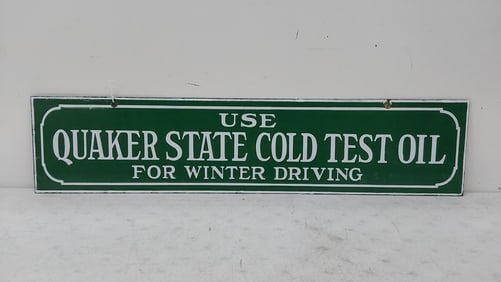 USE
QUAKER STATE COLD TEST OIL
FOR WINTER DRIVING